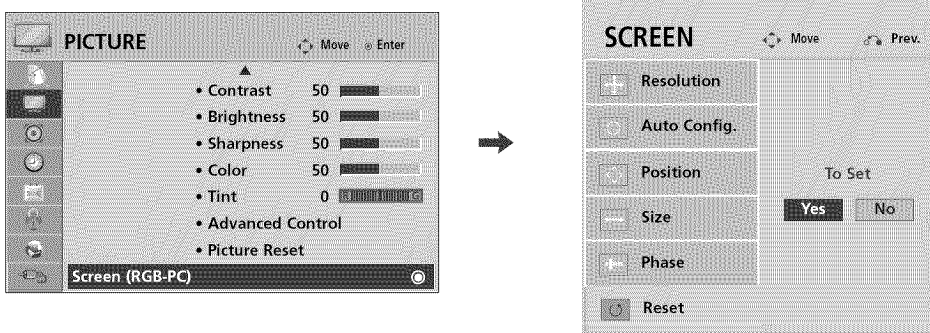 PICTURE
Move Enter
• Contrast 50
• Brightness 50
• Sharpness 50
• Color 50
• Tint 0 R G
• Advanced Control
• Picture Reset
Screen (RGB-PC)
SCREEN
Move Prev.
Resolution
Auto Config.
Position
Size
Phase
Reset
To Set
Yes No